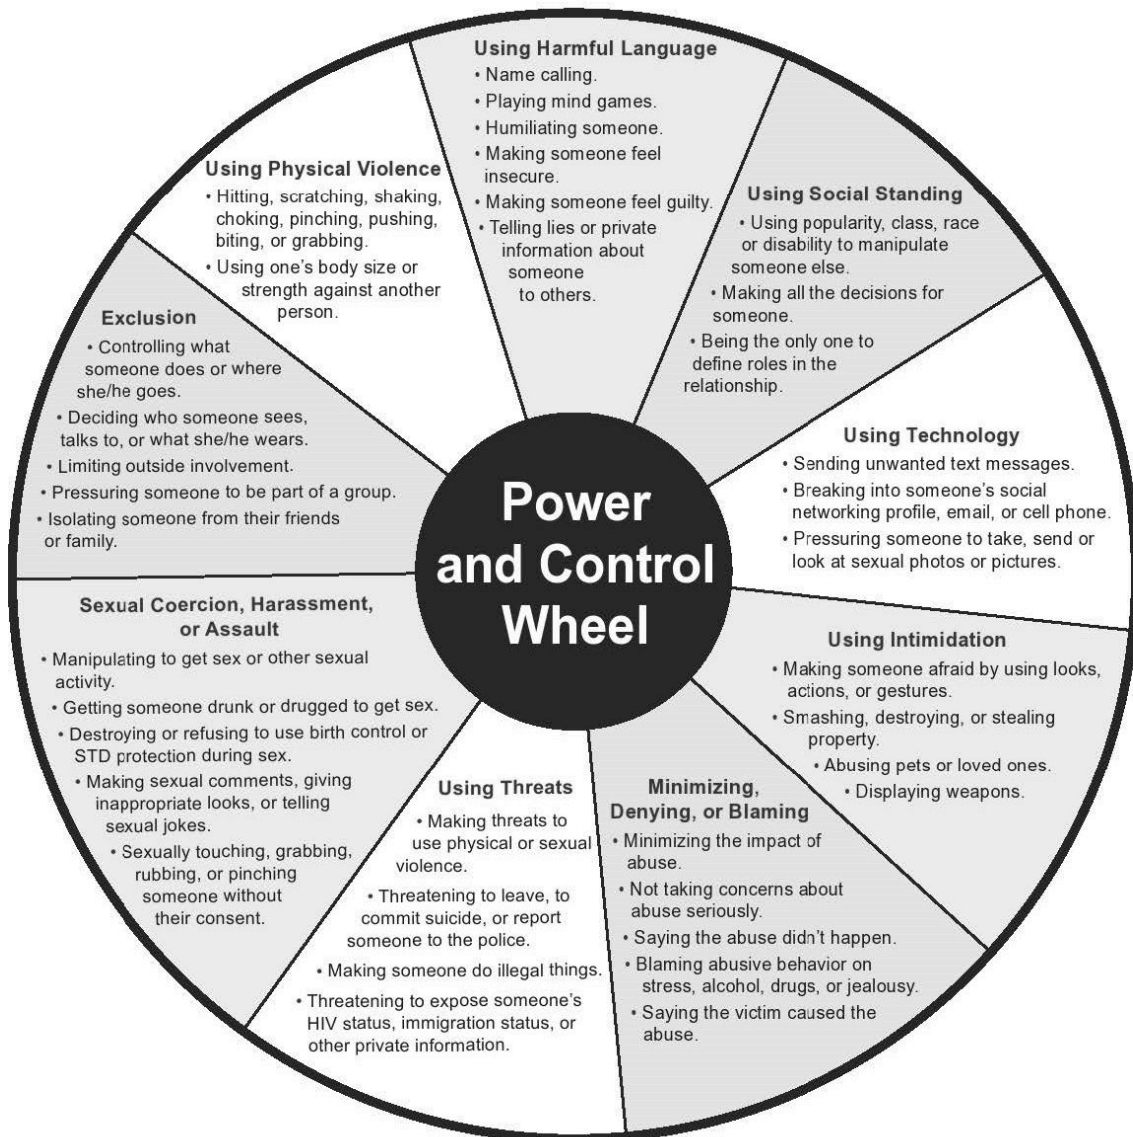 Using Harmful Language
• Name calling.
• Playing mind games.
• Humiliating someone.
• Making someone feel
insecure.
• Making someone feel guilty.
• Telling lies or private
information about
someone
to others.
Using Social Standing
• Using popularity, class, race
or disability to manipulate
someone else.
• Making all the decisions for
someone.
• Being the only one to
define roles in the
relationship.
Using Technology
• Sending unwanted text messages.
• Breaking into someone's social
networking profile, email, or cell phone.
• Pressuring someone to take, send or
look at sexual photos or pictures.
Using Intimidation
• Making someone afraid by using looks,
actions, or gestures.
• Smashing, destroying, or stealing
property.
• Abusing pets or loved ones.
• Displaying weapons.
Minimizing,
Denying, or Blaming
• Minimizing the impact of
abuse.
• Not taking concerns about
abuse seriously.
• Saying the abuse didn't happen.
• Blaming abusive behavior on
stress, alcohol, drugs, or jealousy.
• Saying the victim caused the
abuse.
Using Threats
• Making threats to
use physical or sexual
violence.
• Threatening to leave, to
commit suicide, or report
someone to the police.
• Making someone do illegal things.
• Threatening to expose someone's
HIV status, immigration status, or
other private information.
Sexual Coercion, Harassment,
or Assault
• Manipulating to get sex or other sexual
activity.
• Getting someone drunk or drugged to get sex.
• Destroying or refusing to use birth control or
STD protection during sex.
• Making sexual comments, giving
inappropriate looks, or telling
sexual jokes.
• Sexually touching, grabbing,
rubbing, or pinching
someone without
their consent.
Exclusion
• Controlling what
someone does or where
she/he goes.
• Deciding who someone sees,
talks to, or what she/he wears.
• Limiting outside involvement.
• Pressuring someone to be part of a group.
• Isolating someone from their friends
or family.
Using Physical Violence
• Hitting, scratching, shaking,
choking, pinching, pushing,
biting, or grabbing.
• Using one's body size or
strength against another
person.
Power
and Control
Wheel